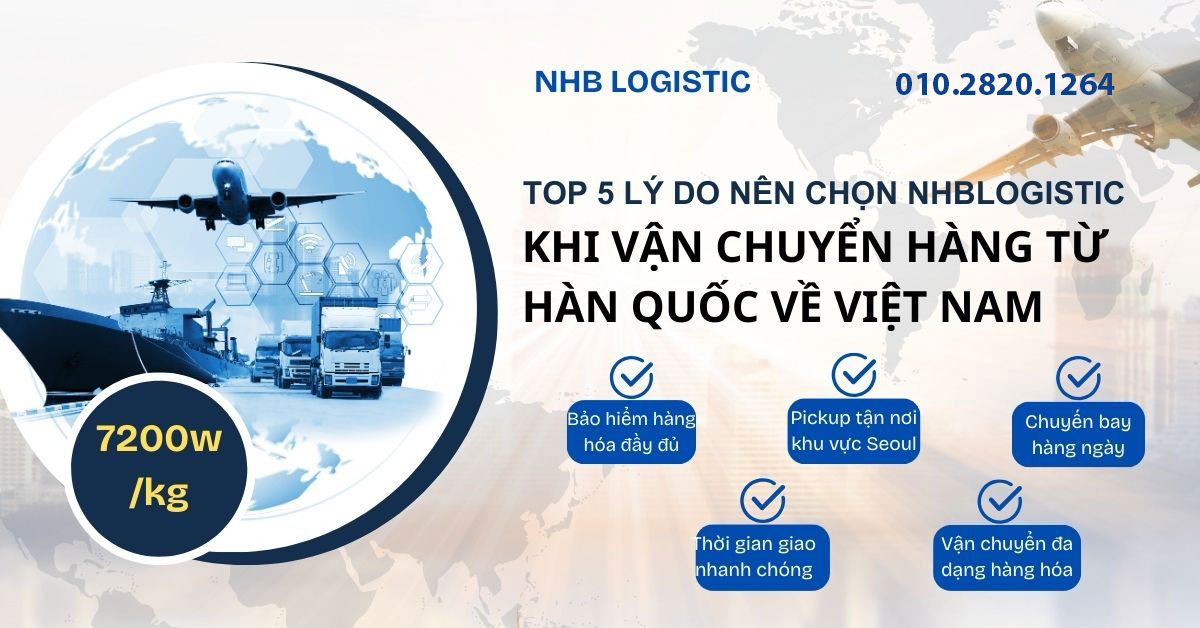 NHB LOGISTIC
010.2820.1264
TOP 5 LÝ DO NÊN CHỌN NHBLOGISTIC
KHI VẬN CHUYỂN HÀNG TỪ
HÀN QUỐC VỀ VIỆT NAM
7200w
/kg
Bảo hiểm hàng
hóa đầy đủ
Pickup tận nơi
khu vực Seoul
Chuyến bay
hàng ngày
Thời gian giao
nhanh chóng
Vận chuyển đa
dạng hàng hóa